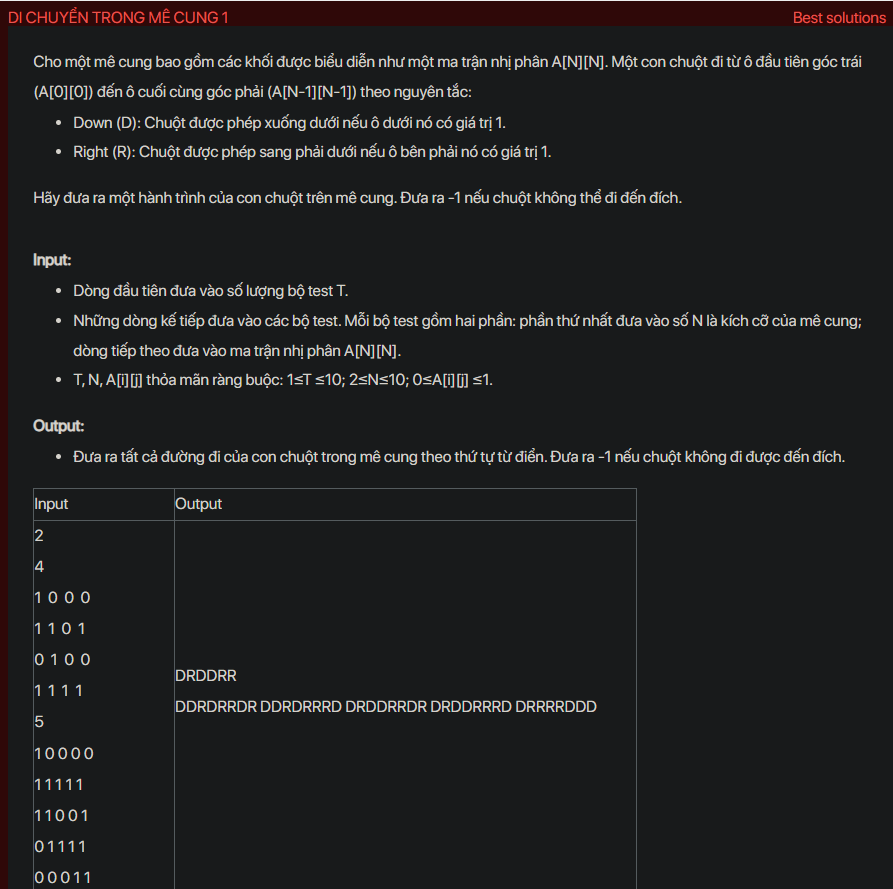 DI CHUYỂN TRONG MÊ CUNG 1
Best solutions
Cho một mê cung bao gồm các khối được biểu diễn như một ma trận nhị phân A[N][N]. Một con chuột đi từ ô đầu tiên góc trái
(A[0][0]) đến ô cuối cùng góc phải (A[N-1][N-1]) theo nguyên tắc:
• Down (D): Chuột được phép xuống dưới nếu ô dưới nó có giá trị 1.
• Right (R): Chuột được phép sang phải dưới nếu ô bên phải nó có giá trị 1.
Hãy đưa ra một hành trình của con chuột trên mê cung. Đưa ra -1 nếu chuột không thể đi đến đích.
Input:
• Dòng đầu tiên đưa vào số lượng bộ test T.
• Những dòng kế tiếp đưa vào các bộ test. Mỗi bộ test gồm hai phần: phần thứ nhất đưa vào số N là kích cỡ của mê cung;
dòng tiếp theo đưa vào ma trận nhị phân A[N][N].
• T, N, A[i][j] thỏa mãn ràng buộc: 1≤T ≤10; 2≤N≤10; 0≤A[i][j] ≤1.
Output:
• Đưa ra tất cả đường đi của con chuột trong mê cung theo thứ tự từ điển. Đưa ra -1 nếu chuột không đi được đến đích.
Input
Output
2
4
1 0 0 0
1 1 0 1
0 1 0 0
1 1 1 1
5
1 0 0 0 0
1 1 1 1 1
1 1 0 0 1
0 1 1 1 1
0 0 0 1 1
DRDDRR
DDRDRRDR DDRDRRRD DRDDRRDR DRDDRRRD DRRRRDDD